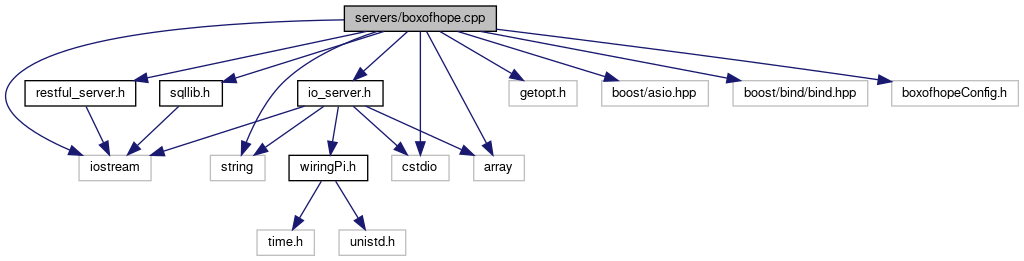 servers/boxofhope.cpp
restful_server.h
sqllib.h
io_server.h
getopt.h
boost/asio.hpp
boost/bind/bind.hpp
boxofhopeConfig.h
iostream
string
wiringPi.h
cstdio
array
time.h
unistd.h